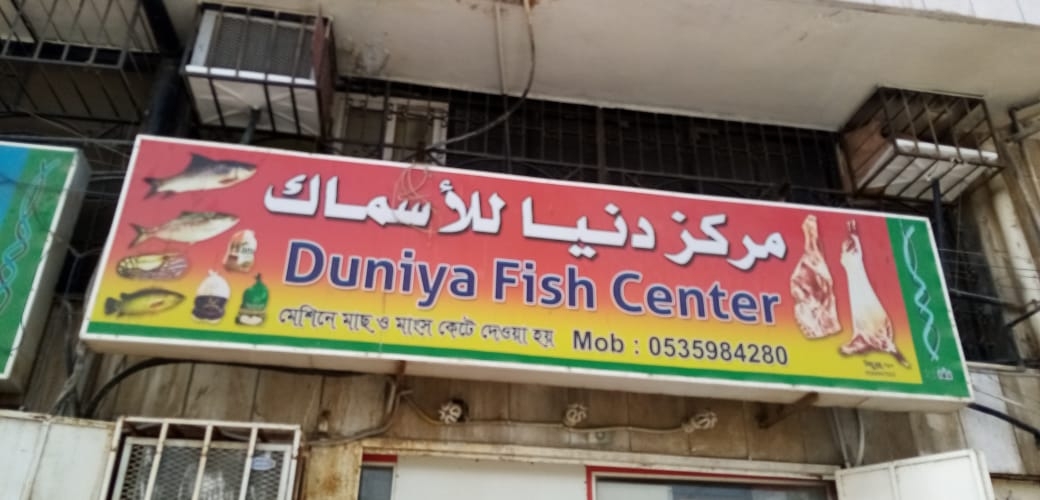 مركز دنيا للأسماك
Duniya Fish Center
মেশিনে মাছ ও মাংস কেটে দেওয়া হয়
Mob : 0535984280